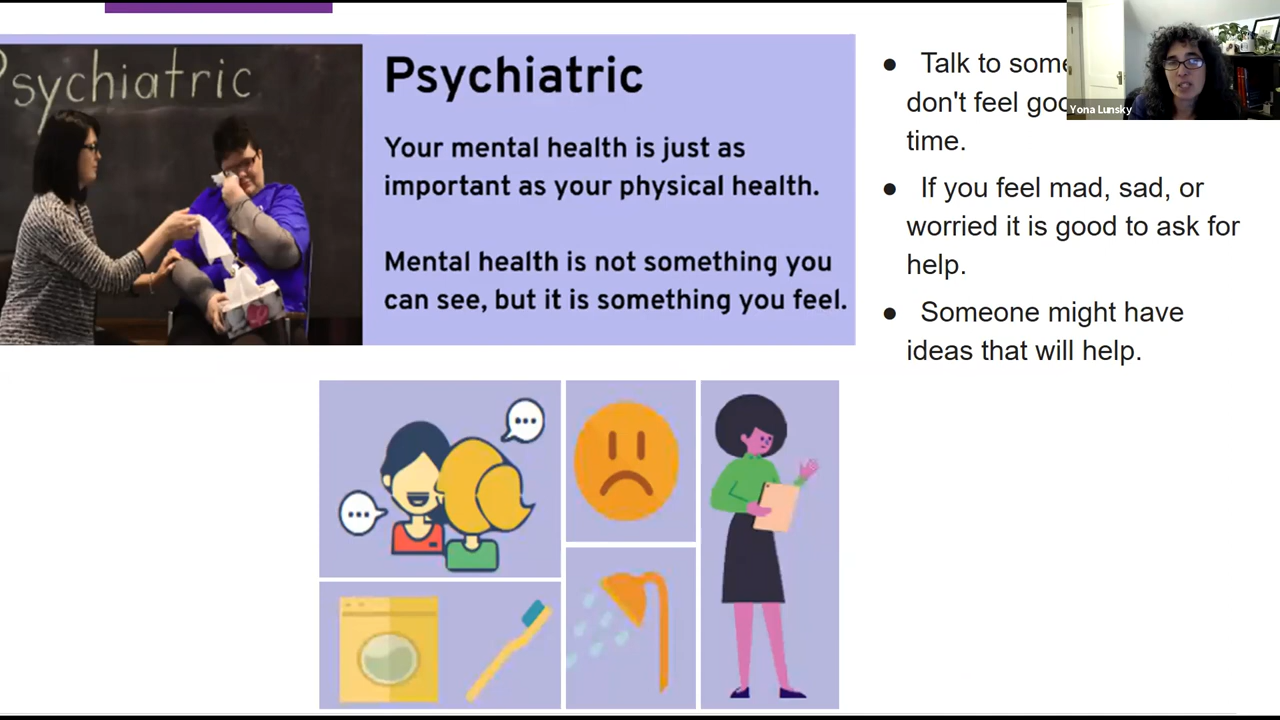 Psychiatric
Psychiatric
Your mental health is just as
important as your physical health.
Mental health is not something you
can see, but it is something you feel.
● Talk to
don't feel
time.
● If you feel mad, sad, or
worried it is good to ask for
help.
● Someone might have
ideas that will help.
Yona Lunsky